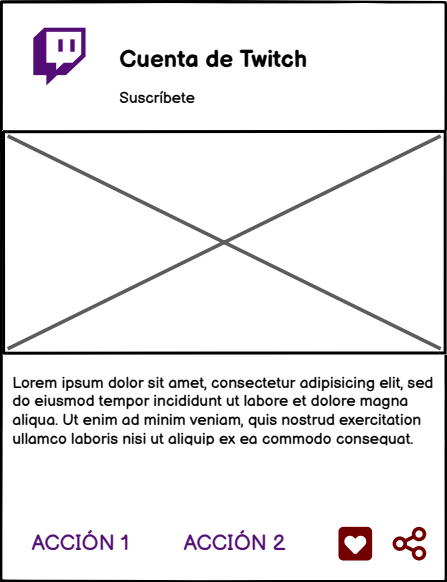 Cuenta de Twitch
Suscríbete
Lorem ipsum dolor sit amet, consectetur adipisicing elit, sed
do eiusmod tempor incididunt ut labore et dolore magna
aliqua. Ut enim ad minim veniam, quis nostrud exercitation
ullamco laboris nisi ut aliquip ex ea commodo consequat.
ACCIÓN 1 ACCIÓN 2